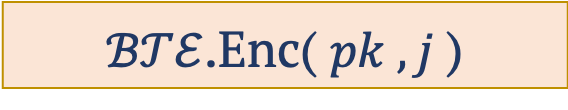 ℬ𝒯ℰ.Enc( pk , j )